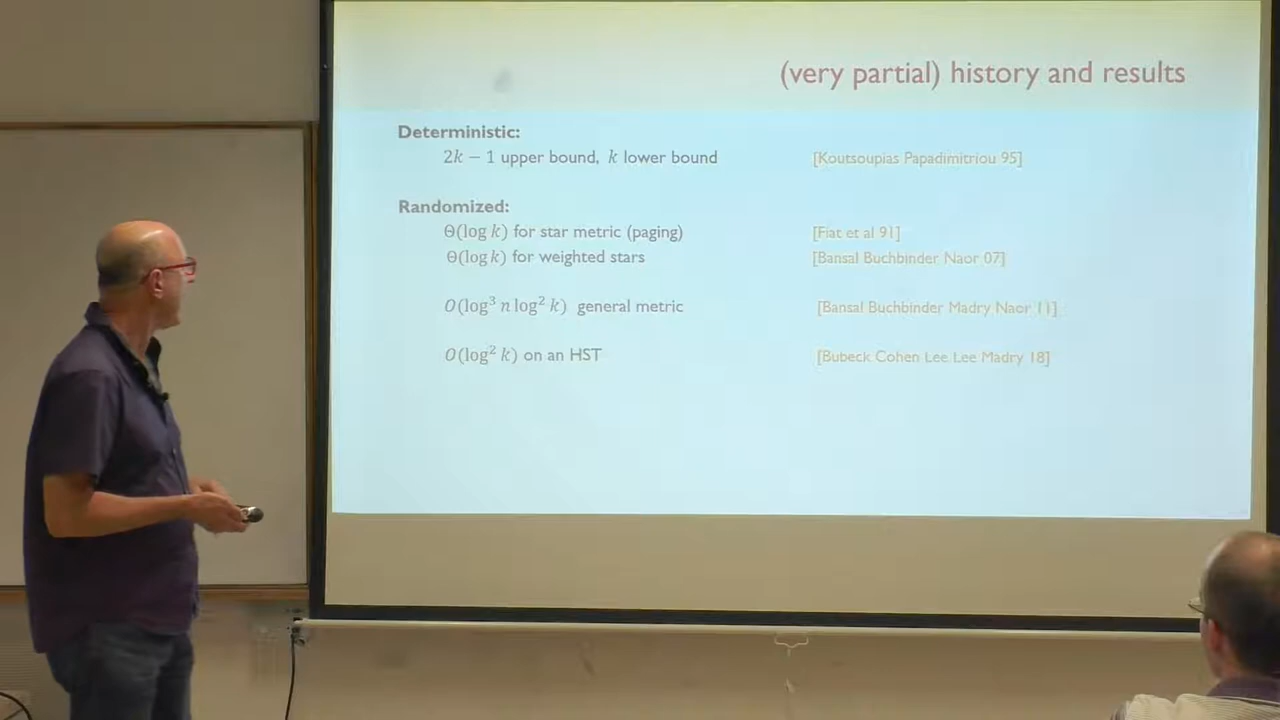 (very partial) history and results
Deterministic:
2k − 1 upper bound, k lower bound [Koutsoupias Papadimitriou 95]
Randomized:
Θ(log k) for star metric (paging) [Fiat et al 91]
Θ(log k) for weighted stars [Bansal Buchbinder Naor 07]
O(log³ n log² k) general metric [Bansal Buchbinder Madry Naor 11]
O(log² k) on an HST [Bubeck Cohen Lee Lee Madry 18]